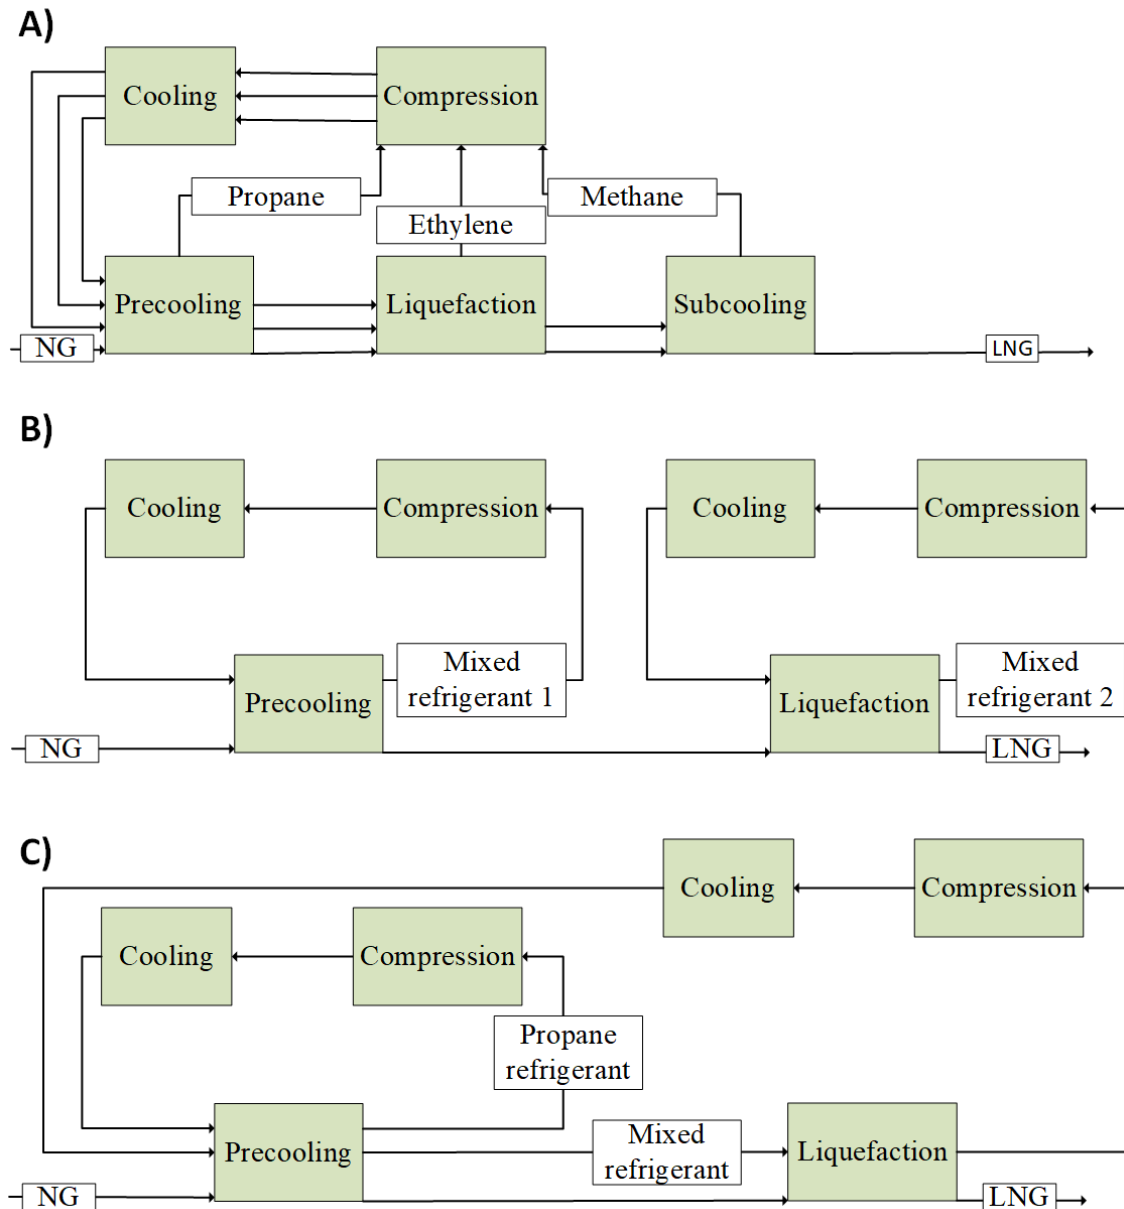 A)
Cooling
Compression
Propane
Methane
Ethylene
Precooling
Liquefaction
Subcooling
NG
LNG
B)
Cooling
Compression
Cooling
Compression
Mixed
refrigerant 1
Mixed
refrigerant 2
Precooling
Liquefaction
NG
LNG
C)
Cooling
Compression
Cooling
Compression
Propane
refrigerant
Mixed
refrigerant
Precooling
Liquefaction
NG
LNG